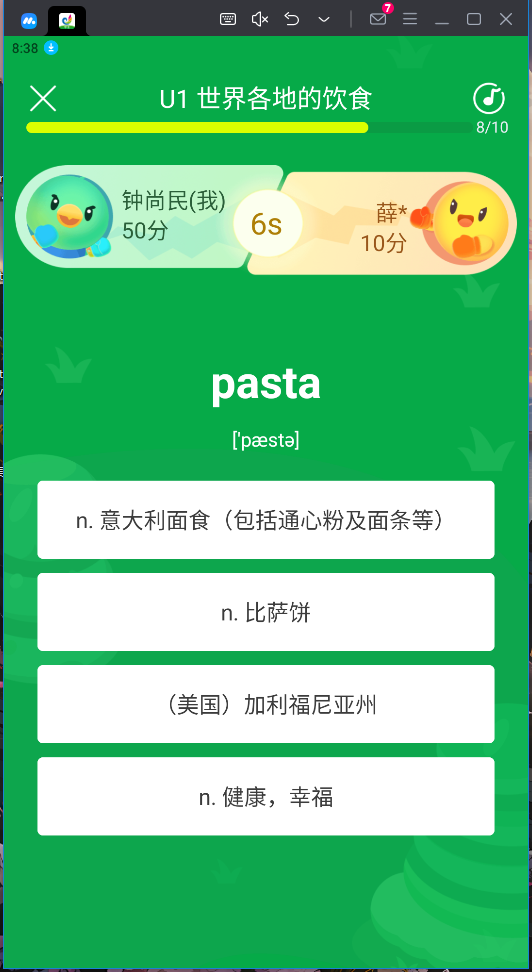 7
8:38
U1 世界各地的饮食
8/10
钟尚民(我)
50分
6s
薛*
10分
pasta
['pæstə]
n. 意大利面食（包括通心粉及面条等）
n. 比萨饼
（美国）加利福尼亚州
n. 健康，幸福